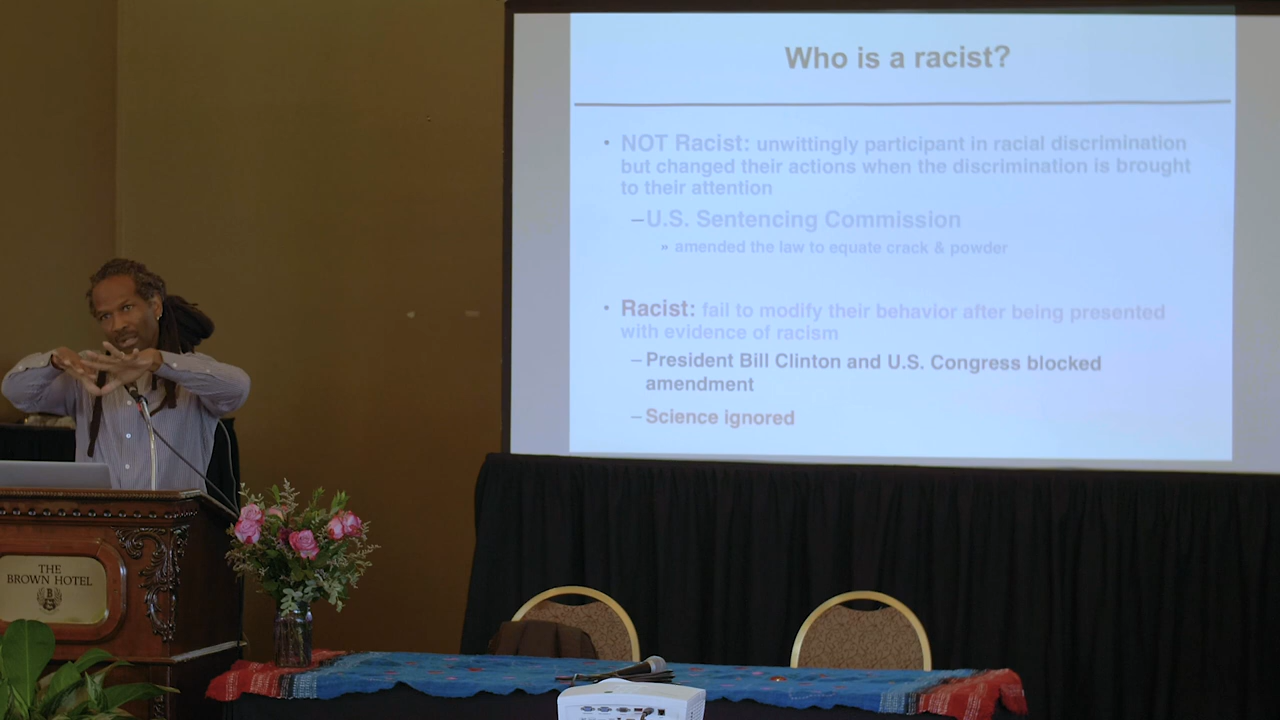 Who is a racist?
• NOT Racist: unwittingly participant in racial discrimination
but changed their actions when the discrimination is brought
to their attention
–U.S. Sentencing Commission
» amended the law to equate crack & powder
• Racist: fail to modify their behavior after being presented
with evidence of racism
– President Bill Clinton and U.S. Congress blocked
amendment
– Science ignored
THE
BROWN HOTEL
B